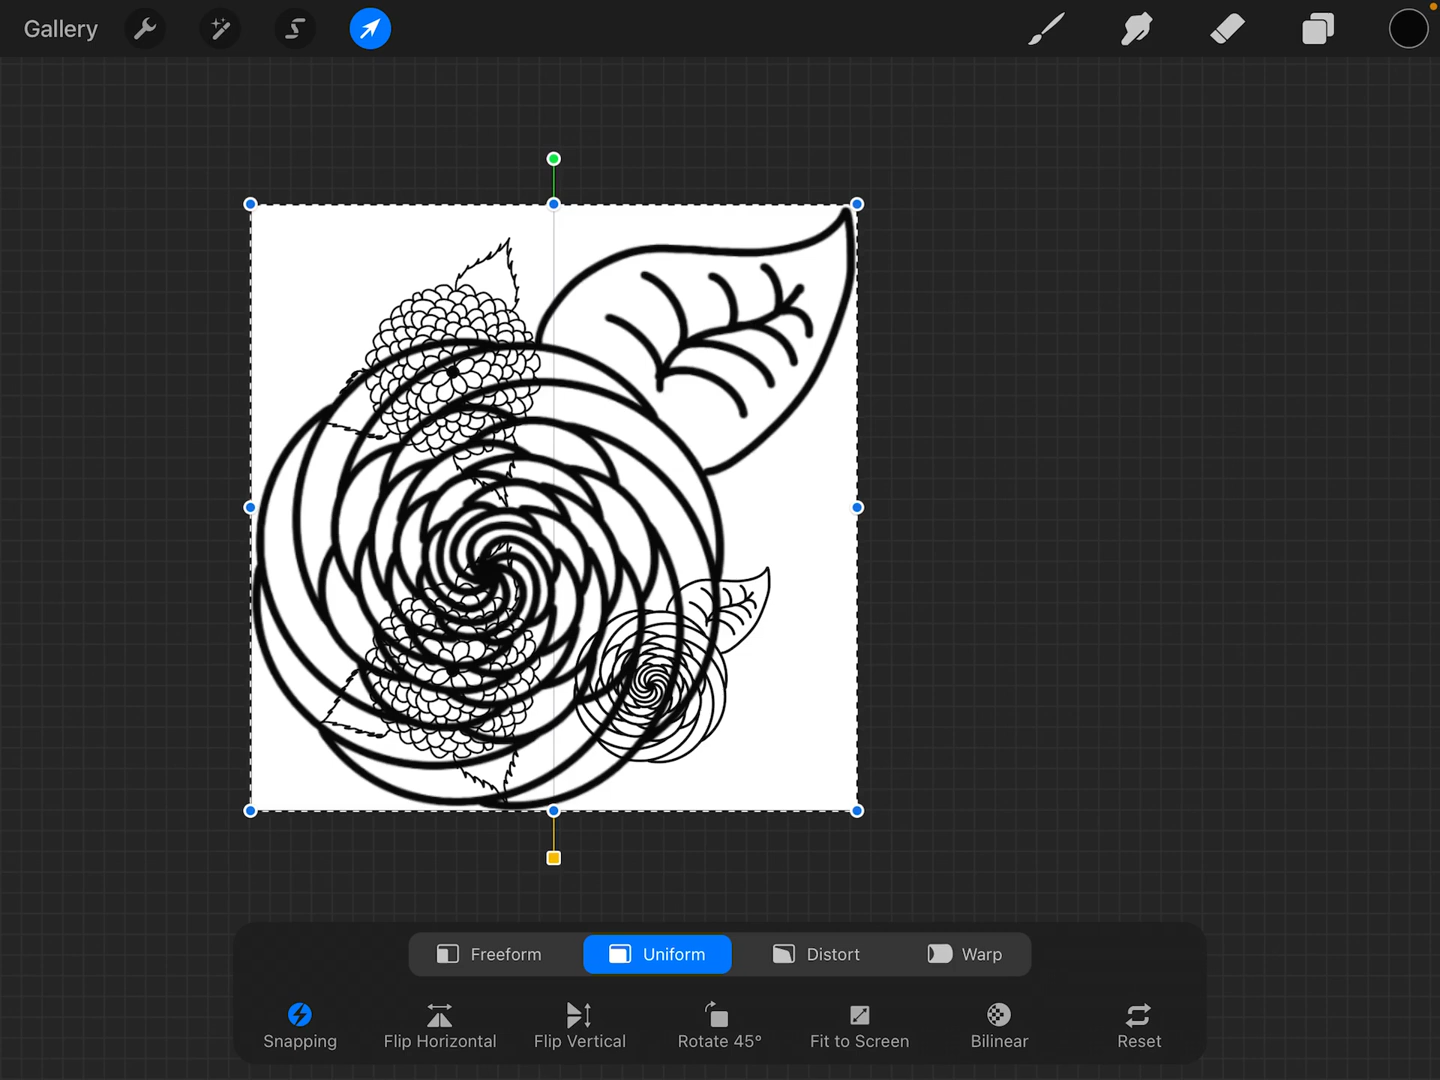 Gallery
Freeform
Uniform
Distort
Warp
Snapping
Flip Horizontal
Flip Vertical
Rotate 45°
Fit to Screen
Bilinear
Reset